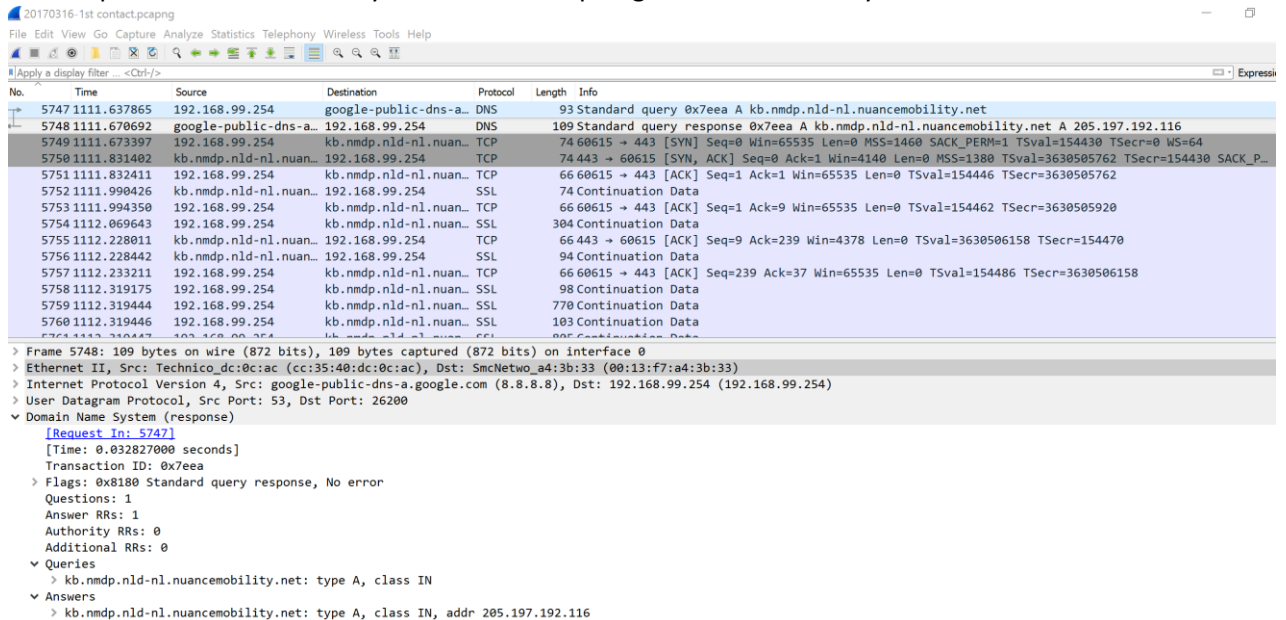 20170316-1st contact.pcapng
File Edit View Go Capture Analyze Statistics Telephony Wireless Tools Help
Apply a display filter ... <Ctrl-/> Expressi
No. Time Source Destination Protocol Length Info
5747 1111.637865 192.168.99.254 google-public-dns-a… DNS 93 Standard query 0x7eea A kb.nmdp.nld-nl.nuancemobility.net
5748 1111.670692 google-public-dns-a… 192.168.99.254 DNS 109 Standard query response 0x7eea A kb.nmdp.nld-nl.nuancemobility.net A 205.197.192.116
5749 1111.673397 192.168.99.254 kb.nmdp.nld-nl.nuan… TCP 74 60615 → 443 [SYN] Seq=0 Win=65535 Len=0 MSS=1460 SACK_PERM=1 TSval=154430 TSecr=0 WS=64
5750 1111.831402 kb.nmdp.nld-nl.nuan… 192.168.99.254 TCP 74 443 → 60615 [SYN, ACK] Seq=0 Ack=1 Win=4140 Len=0 MSS=1380 TSval=3630505762 TSecr=154430 SACK_P…
5751 1111.832411 192.168.99.254 kb.nmdp.nld-nl.nuan… TCP 66 60615 → 443 [ACK] Seq=1 Ack=1 Win=65535 Len=0 TSval=154446 TSecr=3630505762
5752 1111.990426 kb.nmdp.nld-nl.nuan… 192.168.99.254 SSL 74 Continuation Data
5753 1111.994350 192.168.99.254 kb.nmdp.nld-nl.nuan… TCP 66 60615 → 443 [ACK] Seq=1 Ack=9 Win=65535 Len=0 TSval=154462 TSecr=3630505920
5754 1112.069643 192.168.99.254 kb.nmdp.nld-nl.nuan… SSL 304 Continuation Data
5755 1112.228011 kb.nmdp.nld-nl.nuan… 192.168.99.254 TCP 66 443 → 60615 [ACK] Seq=9 Ack=239 Win=4378 Len=0 TSval=3630506158 TSecr=154470
5756 1112.228442 kb.nmdp.nld-nl.nuan… 192.168.99.254 SSL 94 Continuation Data
5757 1112.233211 192.168.99.254 kb.nmdp.nld-nl.nuan… TCP 66 60615 → 443 [ACK] Seq=239 Ack=37 Win=65535 Len=0 TSval=154486 TSecr=3630506158
5758 1112.319175 192.168.99.254 kb.nmdp.nld-nl.nuan… SSL 98 Continuation Data
5759 1112.319444 192.168.99.254 kb.nmdp.nld-nl.nuan… SSL 770 Continuation Data
5760 1112.319446 192.168.99.254 kb.nmdp.nld-nl.nuan… SSL 103 Continuation Data
> Frame 5748: 109 bytes on wire (872 bits), 109 bytes captured (872 bits) on interface 0
> Ethernet II, Src: Technico_dc:0c:ac (cc:35:40:dc:0c:ac), Dst: SmcNetwo_a4:3b:33 (00:13:f7:a4:3b:33)
> Internet Protocol Version 4, Src: google-public-dns-a.google.com (8.8.8.8), Dst: 192.168.99.254 (192.168.99.254)
> User Datagram Protocol, Src Port: 53, Dst Port: 26200
Domain Name System (response)
[Request In: 5747]
[Time: 0.032827000 seconds]
Transaction ID: 0x7eea
> Flags: 0x8180 Standard query response, No error
Questions: 1
Answer RRs: 1
Authority RRs: 0
Additional RRs: 0
Queries
> kb.nmdp.nld-nl.nuancemobility.net: type A, class IN
Answers
> kb.nmdp.nld-nl.nuancemobility.net: type A, class IN, addr 205.197.192.116